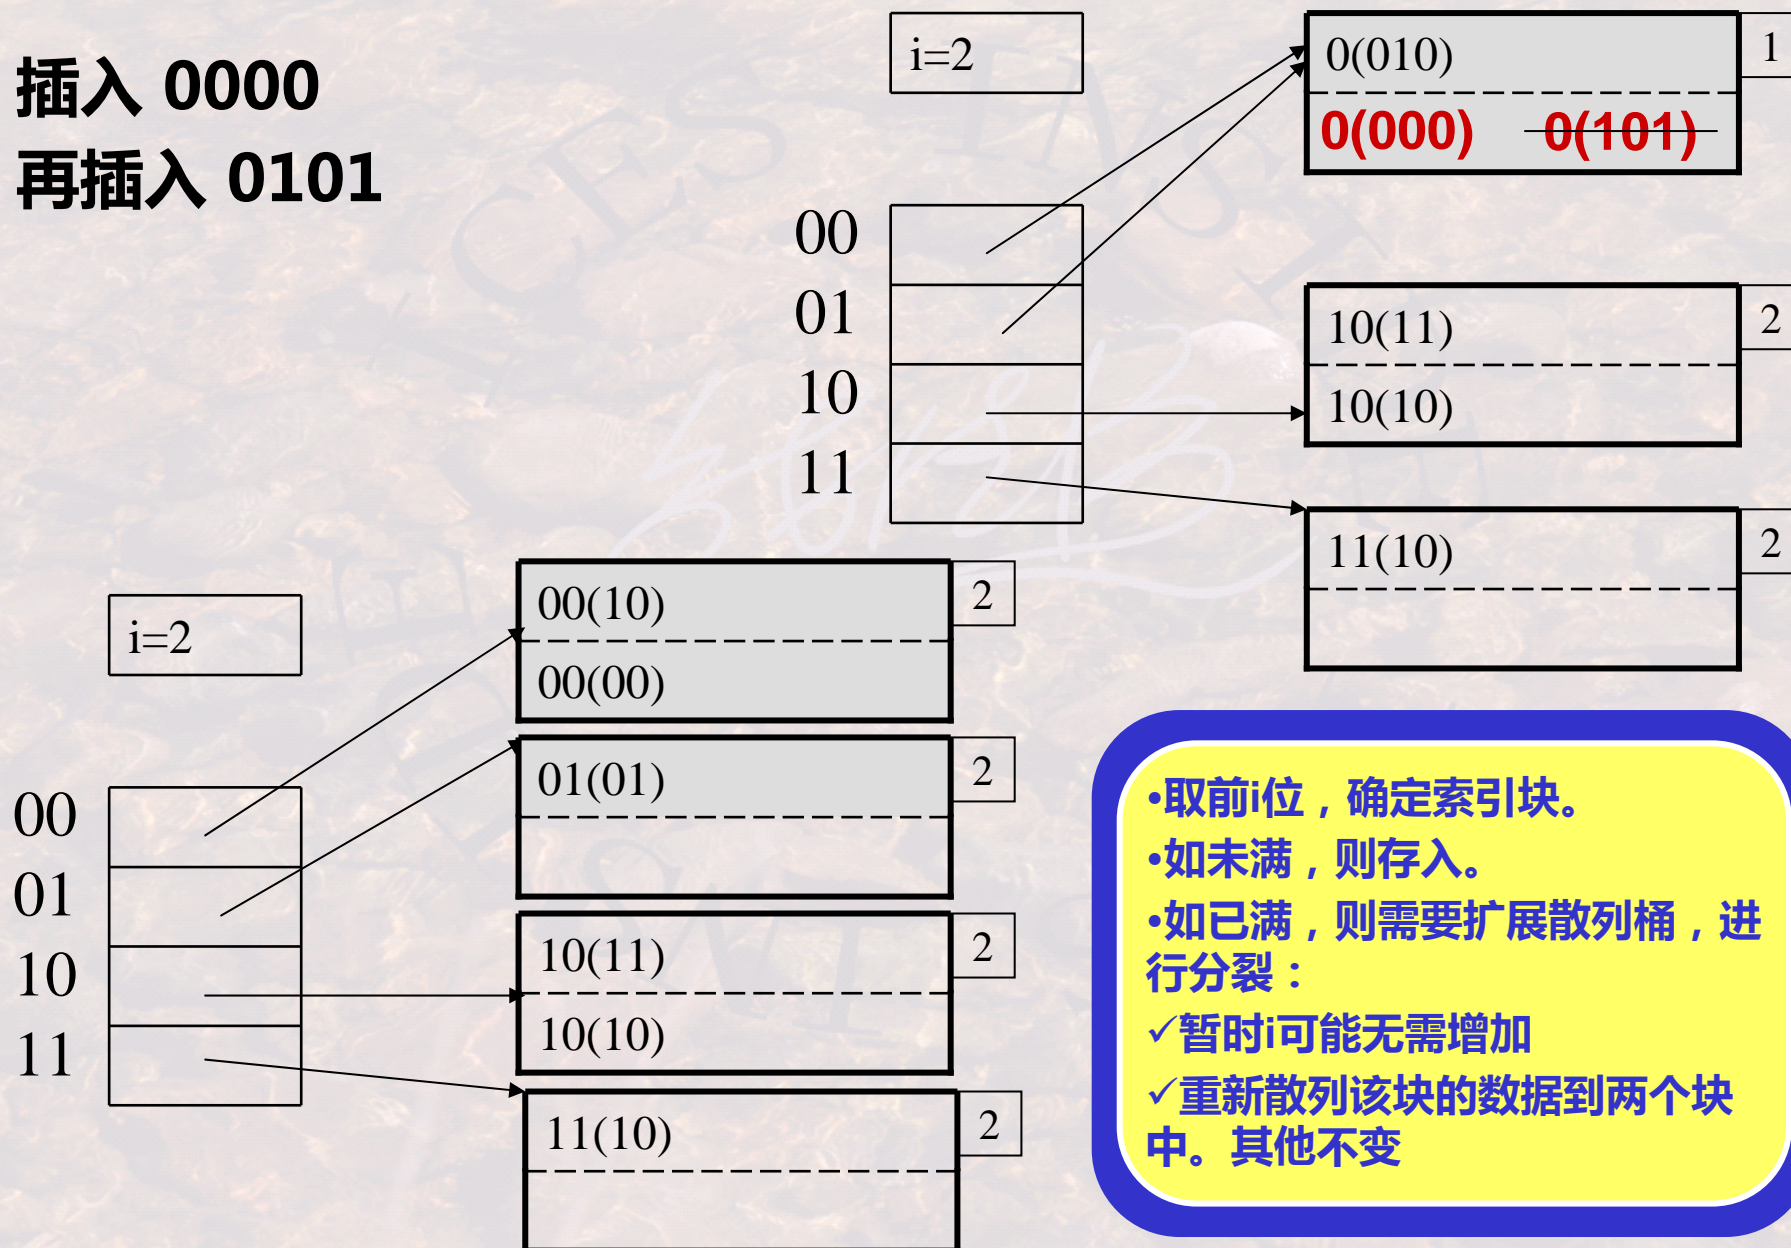 插入 0000
再插入 0101
i=2
0(010)
1
0(000) 0(101)
00
01
10
11
10(11)
2
10(10)
11(10)
2
i=2
00
01
10
11
00(10)
2
00(00)
01(01)
2
10(11)
2
10(10)
11(10)
2
•取前i位，确定索引块。
•如未满，则存入。
•如已满，则需要扩展散列桶，进
行分裂：
✓暂时i可能无需增加
✓重新散列该块的数据到两个块
中。其他不变